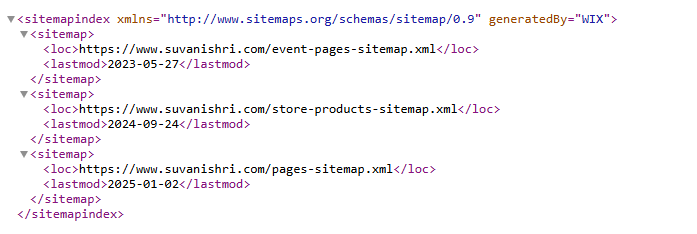 <sitemapindex xmlns="http://www.sitemaps.org/schemas/sitemap/0.9" generatedBy="WIX">
<sitemap>
<loc>https://www.suvanishri.com/event-pages-sitemap.xml</loc>
<lastmod>2023-05-27</lastmod>
</sitemap>
<sitemap>
<loc>https://www.suvanishri.com/store-products-sitemap.xml</loc>
<lastmod>2024-09-24</lastmod>
</sitemap>
<sitemap>
<loc>https://www.suvanishri.com/pages-sitemap.xml</loc>
<lastmod>2025-01-02</lastmod>
</sitemap>
</sitemapindex>